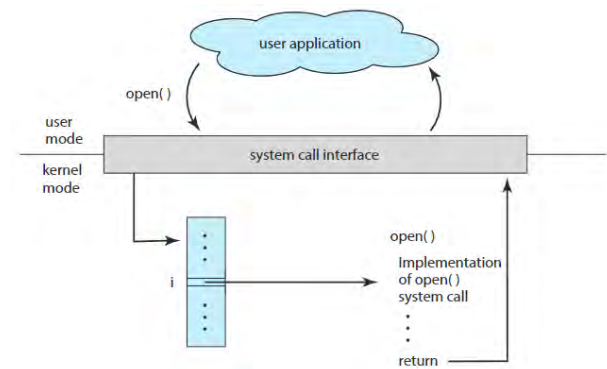 user application
open( )
user
mode
system call interface
kernel
mode
i
open( )
Implementation
of open( )
system call
return